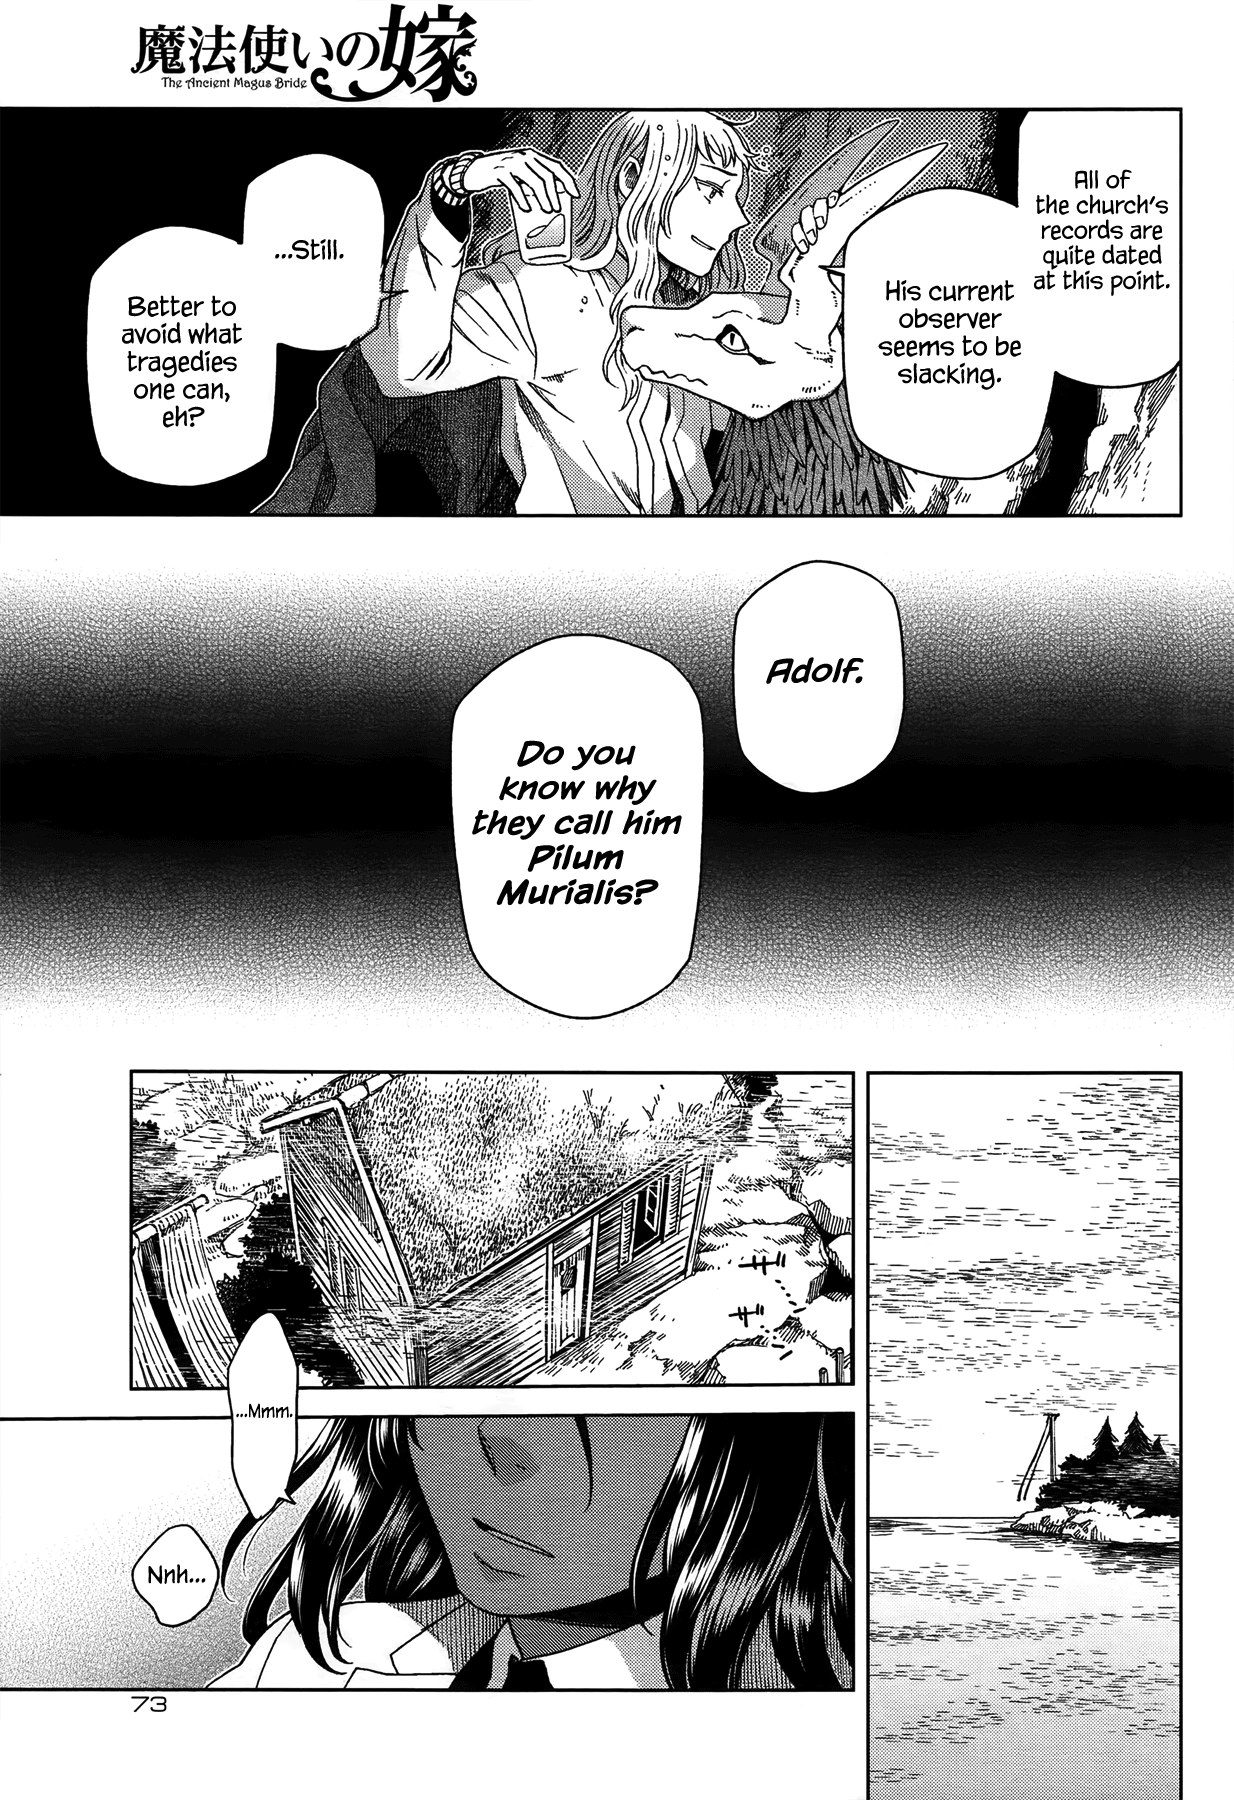 魔法使いの嫁
The Ancient Magus Bride
All of
the church's
records are
quite dated
at this point.
His current
observer
seems to be
slacking.
...Still.
Better to
avoid what
tragedies
one can,
eh?
Adolf.
Do you
know why
they call him
Pilum
Murialis?
ギ
ギ
...Mmm.
Nnh...
73